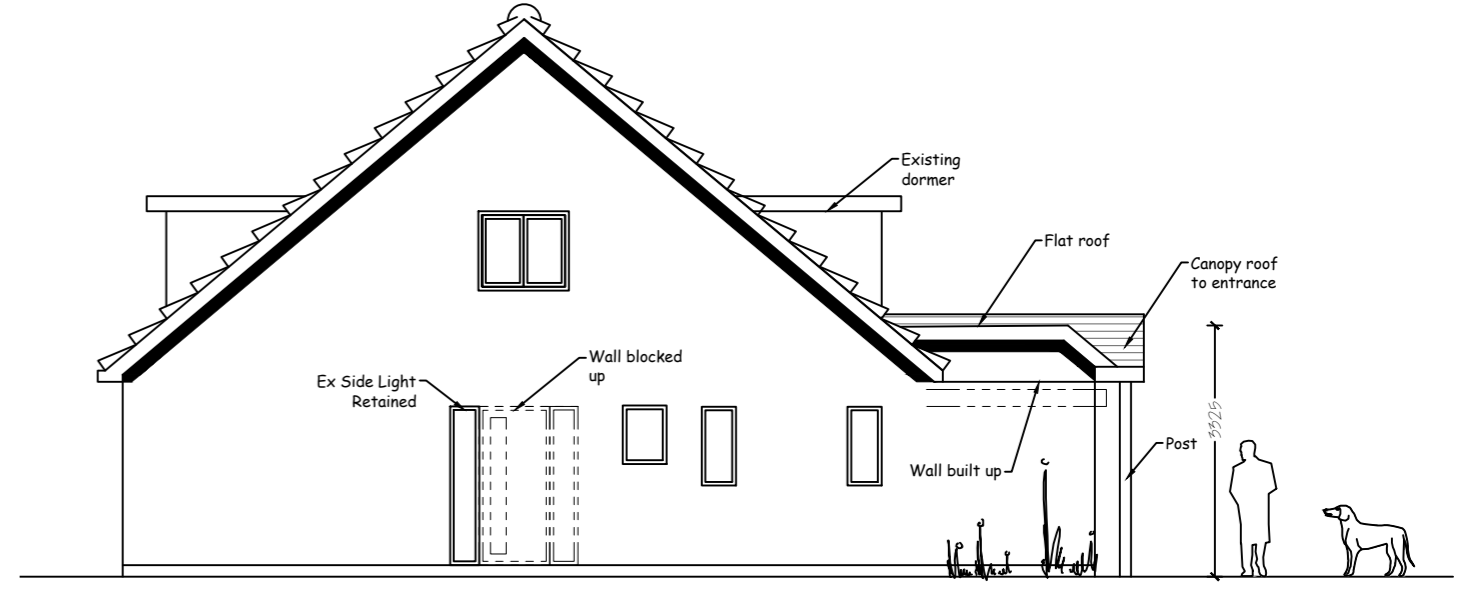 Existing
dormer
Flat roof
Canopy roof
to entrance
Wall blocked
up
Ex Side Light
Retained
3325
Post
Wall built up